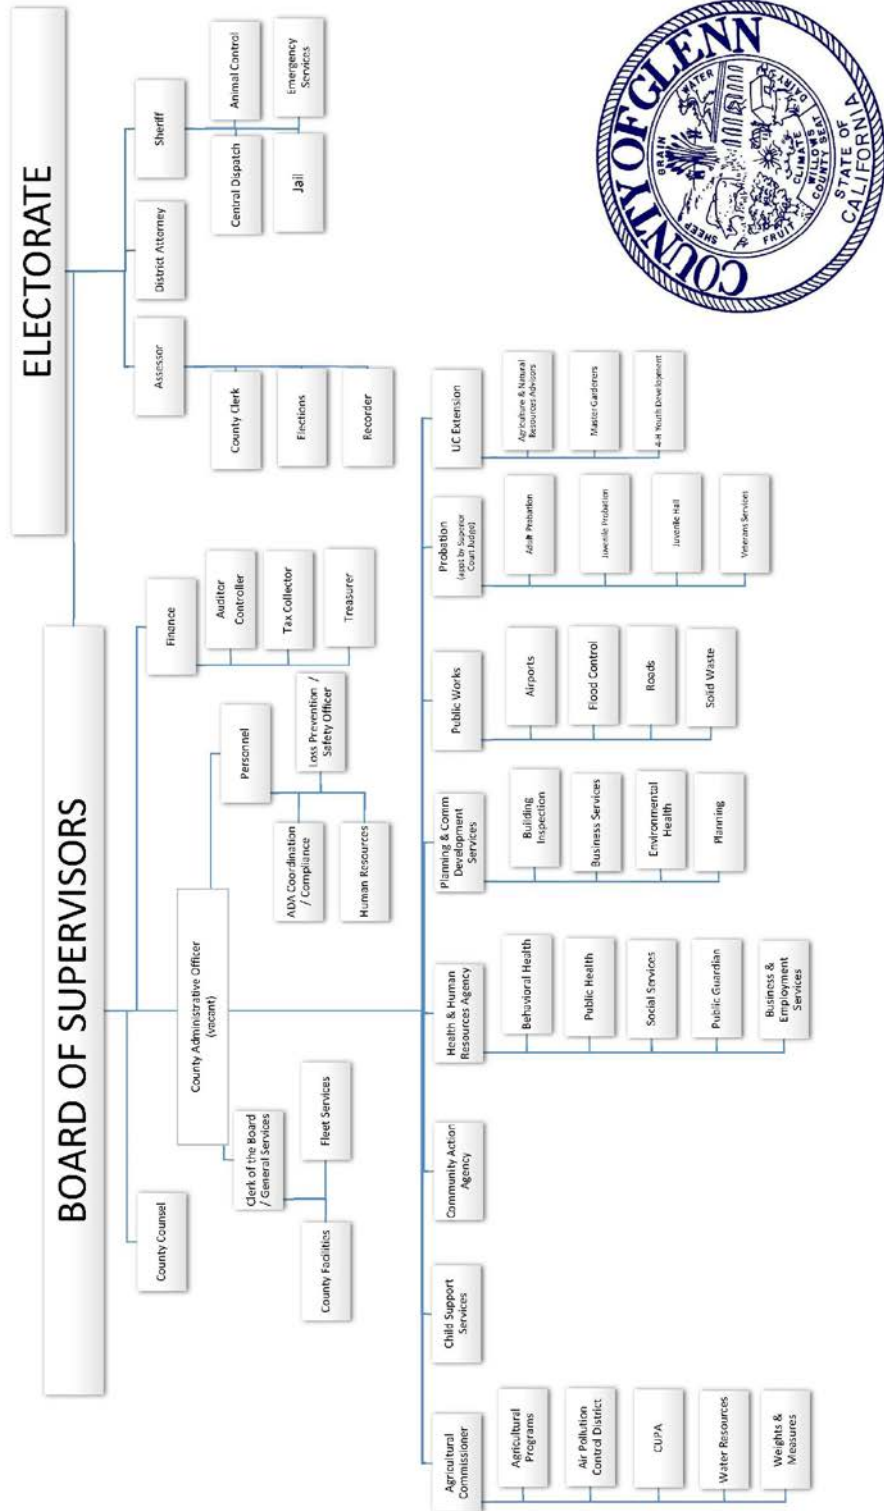 ELECTORATE
Assessor
County Clerk
Elections
Recorder
District Attorney
Sheriff
Central Dispatch
Animal Control
Jail
Emergency
Services
BOARD OF SUPERVISORS
County Counsel
County Administrative Officer
(vacant)
Clerk of the Board
/ General Services
County Facilities
Fleet Services
Personnel
ADA Coordination
/ Compliance
Loss Prevention /
Safety Officer
Human Resources
Finance
Auditor
Controller
Tax Collector
Treasurer
Agricultural
Commissioner
Agricultural
Programs
Air Pollution
Control District
CUPA
Water Resources
Weights &
Measures
Child Support
Services
Community Action
Agency
Health & Human
Resources Agency
Behavioral Health
Public Health
Social Services
Public Guardian
Business &
Employment
Services
Planning & Comm
Development
Services
Building
Inspection
Business Services
Environmental
Health
Planning
Public Works
Airports
Flood Control
Roads
Solid Waste
Probation
(appt by Superior
Court Judge)
Adult Probation
Juvenile Probation
Juvenile Hall
Veterans Services
UC Extension
Agriculture & Natural
Resources Advisors
Master Gardeners
4-H Youth Development
COUNTY OF GLENN
SHEEP
GRAIN
WATER
DAIRY
FRUIT
CLIMATE
WILLOWS
COUNTY SEAT
STATE OF
CALIFORNIA